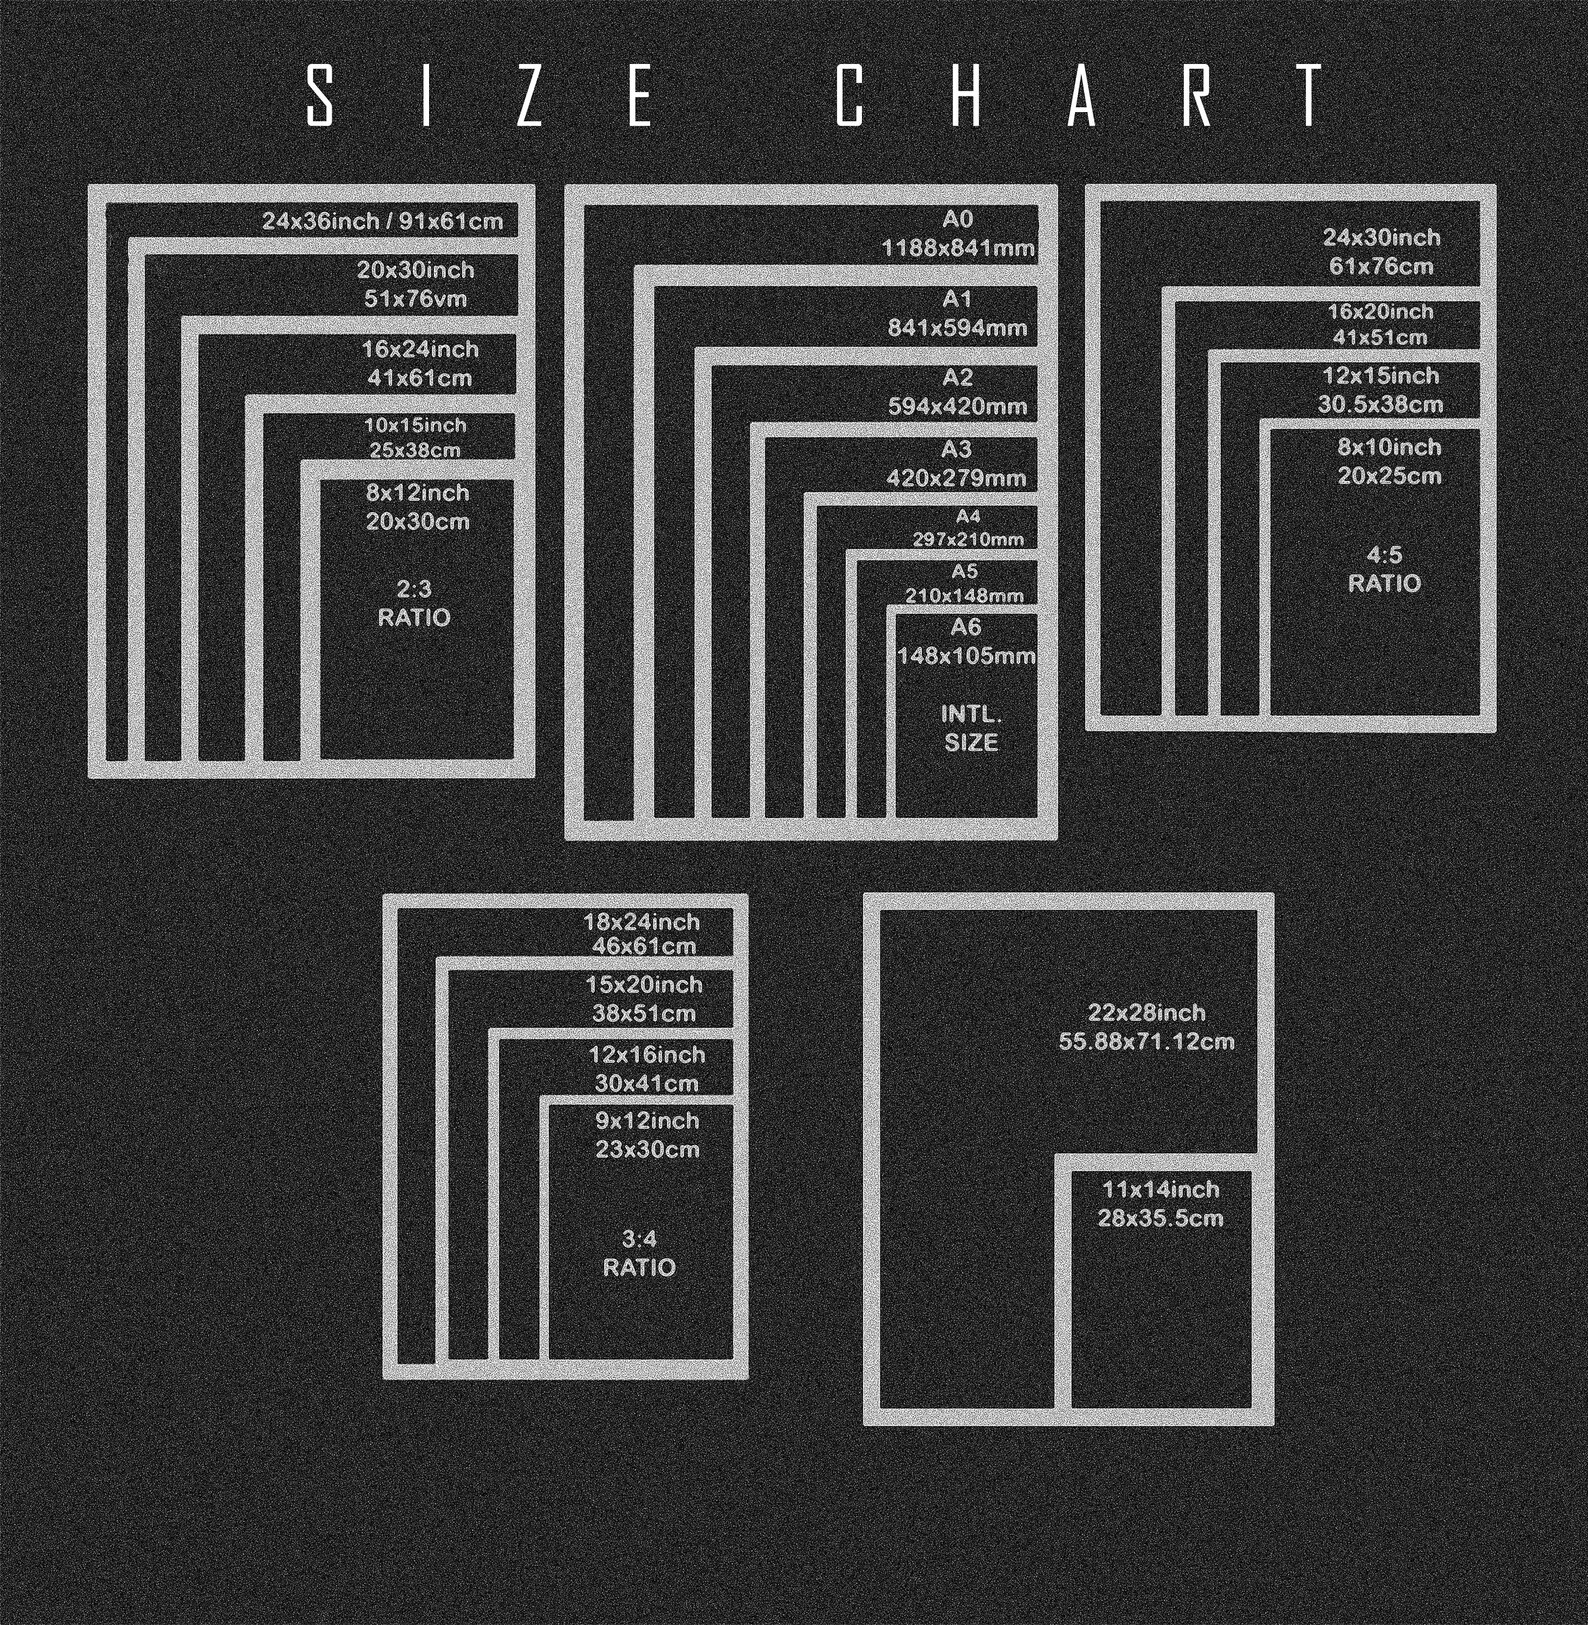 SIZE CHART
24x36inch / 91x61cm
20x30inch
51x76vm
16x24inch
41x61cm
10x15inch
25x38cm
8x12inch
20x30cm
2:3
RATIO
A0
1188x841mm
A1
841x594mm
A2
594x420mm
A3
420x279mm
A4
297x210mm
A5
210x148mm
A6
148x105mm
INTL.
SIZE
24x30inch
61x76cm
16x20inch
41x51cm
12x15inch
30.5x38cm
8x10inch
20x25cm
4:5
RATIO
18x24inch
46x61cm
15x20inch
38x51cm
12x16inch
30x41cm
9x12inch
23x30cm
3:4
RATIO
22x28inch
55.88x71.12cm
11x14inch
28x35.5cm